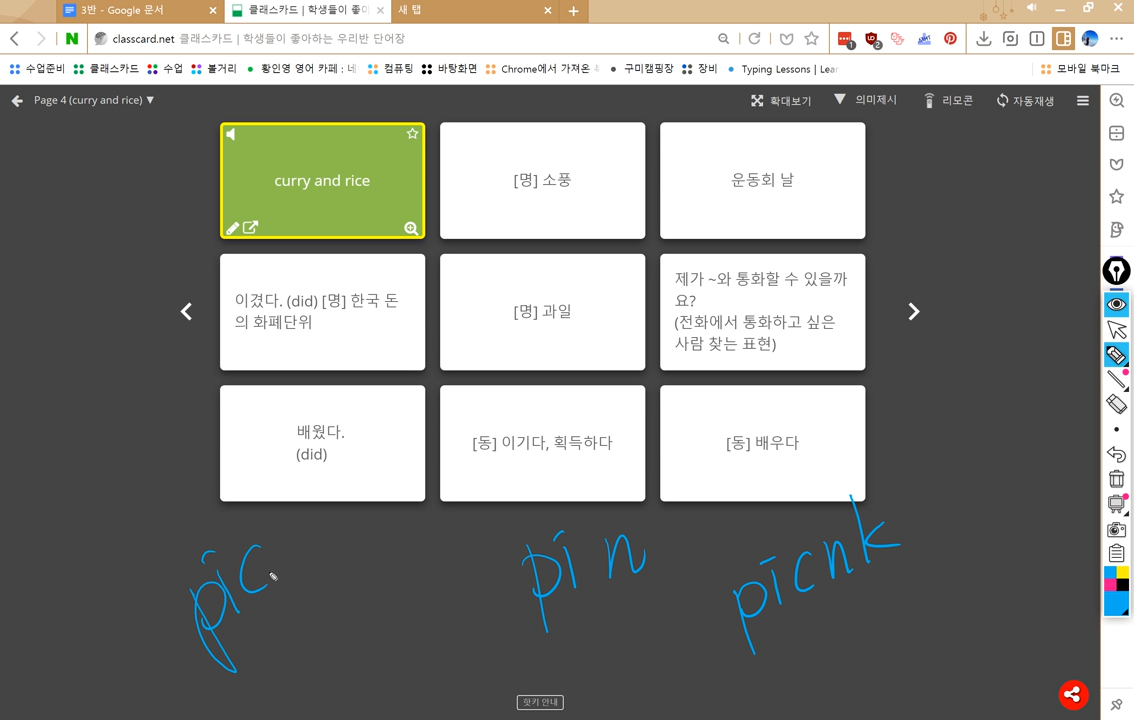 3반 - Google 문서
클래스카드 | 학생들이 좋아
새 탭
N classcard.net 클래스카드 | 학생들이 좋아하는 우리반 단어장
1
2
수업준비 클래스카드 수업 볼거리 황인영 영어 카페 : 네 컴퓨팅 바탕화면 Chrome에서 가져온 구미캠핑장 장비 Typing Lessons | Lear 모바일 북마크
Page 4 (curry and rice) ▼ 확대보기 ▼ 의미제시 리모콘 자동재생
curry and rice
[명] 소풍
운동회 날
이겼다. (did) [명] 한국 돈
의 화폐단위
[명] 과일
제가 ~와 통화할 수 있을까
요?
(전화에서 통화하고 싶은
사람 찾는 표현)
배웠다.
(did)
[동] 이기다, 획득하다
[동] 배우다
pic
pin
picnk
핫키 안내